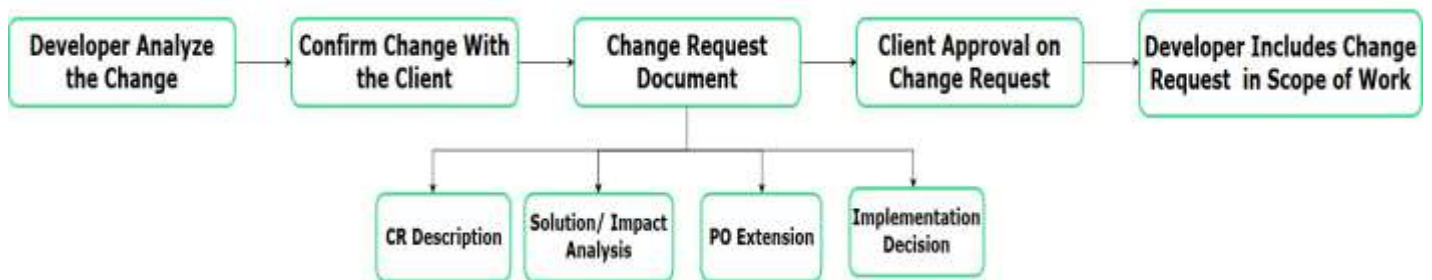 Developer Analyze
the Change
Confirm Change With
the Client
Change Request
Document
Client Approval on
Change Request
Developer Includes Change
Request in Scope of Work
CR Description
Solution/ Impact
Analysis
PO Extension
Implementation
Decision